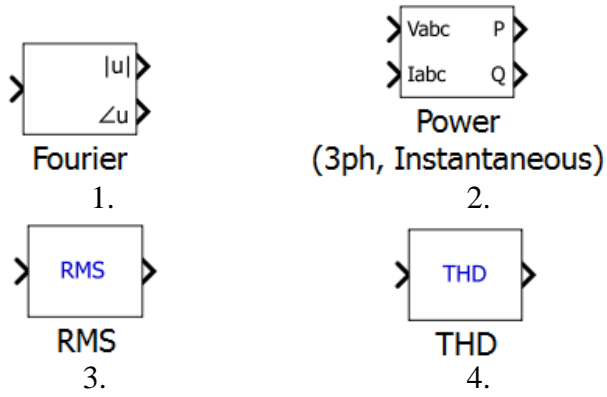 |u|
∠u
Fourier
1.
Vabc P
Iabc Q
Power
(3ph, Instantaneous)
2.
RMS
RMS
3.
THD
THD
4.